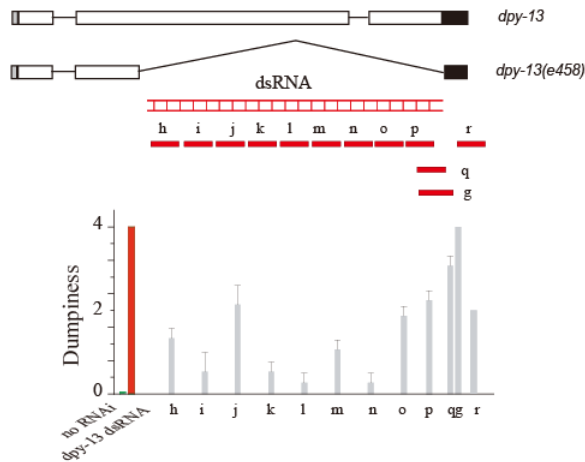 dpy-13
dpy-13(e458)
dsRNA
h i j k l m n o p r
q
g
Dumpiness
4
2
0
no RNAi
dpy-13 dsRNA
h i j k l m n o p qg r